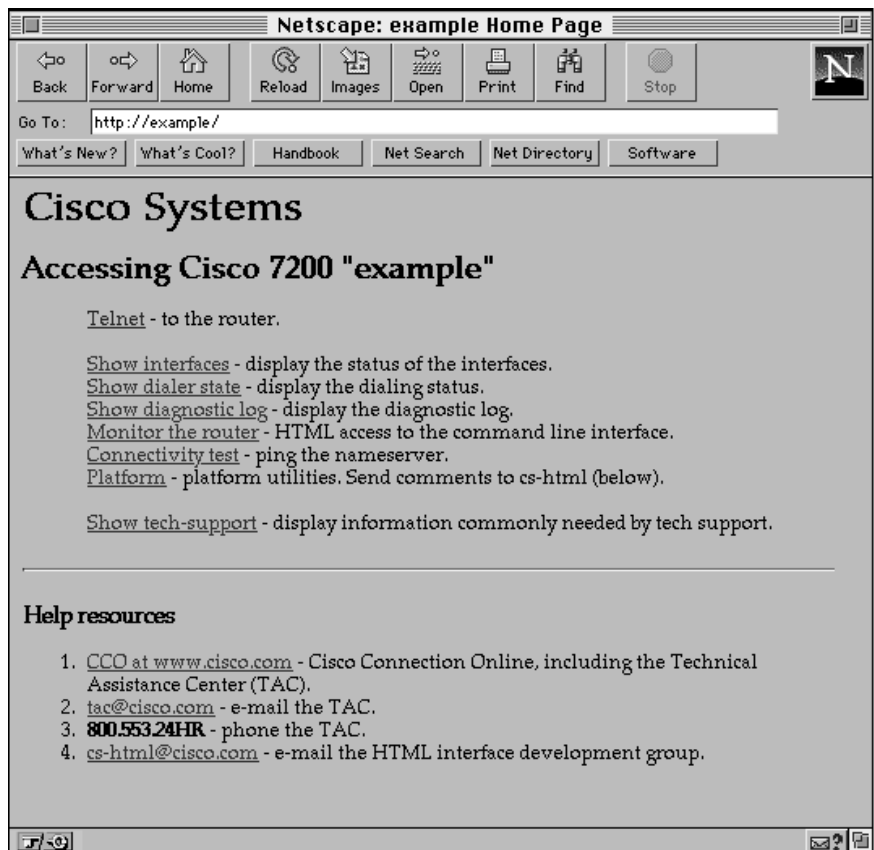 Netscape: example Home Page
Back Forward Home Reload Images Open Print Find Stop
N
Go To: http://example/
What's New? What's Cool? Handbook Net Search Net Directory Software
Cisco Systems
Accessing Cisco 7200 "example"
Telnet - to the router.
Show interfaces - display the status of the interfaces.
Show dialer state - display the dialing status.
Show diagnostic log - display the diagnostic log.
Monitor the router - HTML access to the command line interface.
Connectivity test - ping the nameserver.
Platform - platform utilities. Send comments to cs-html (below).
Show tech-support - display information commonly needed by tech support.
Help resources
1. CCO at www.cisco.com - Cisco Connection Online, including the Technical
Assistance Center (TAC).
2. tac@cisco.com - e-mail the TAC.
3. 800.553.24HR - phone the TAC.
4. cs-html@cisco.com - e-mail the HTML interface development group.